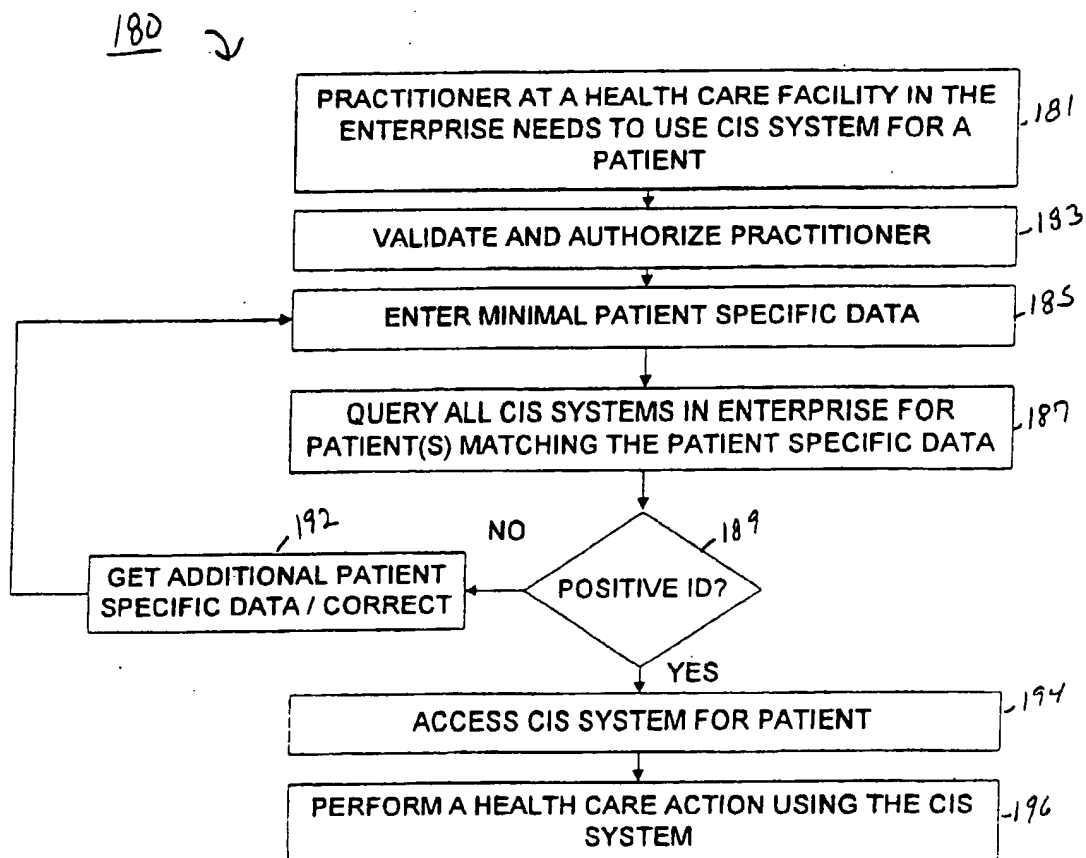 180
PRACTITIONER AT A HEALTH CARE FACILITY IN THE
ENTERPRISE NEEDS TO USE CIS SYSTEM FOR A
PATIENT
181
VALIDATE AND AUTHORIZE PRACTITIONER
183
ENTER MINIMAL PATIENT SPECIFIC DATA
185
QUERY ALL CIS SYSTEMS IN ENTERPRISE FOR
PATIENT(S) MATCHING THE PATIENT SPECIFIC DATA
187
192
NO
189
GET ADDITIONAL PATIENT
SPECIFIC DATA / CORRECT
POSITIVE ID?
YES
ACCESS CIS SYSTEM FOR PATIENT
194
PERFORM A HEALTH CARE ACTION USING THE CIS
SYSTEM
196